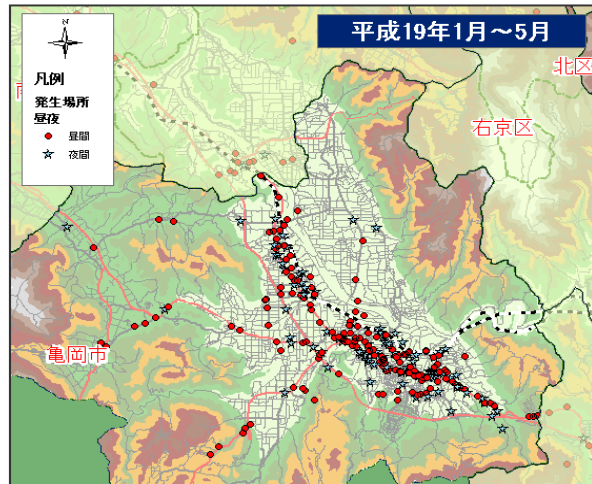 平成19年1月～5月
N
凡例
発生場所
昼夜
昼間
夜間
北区
右京区
亀岡市